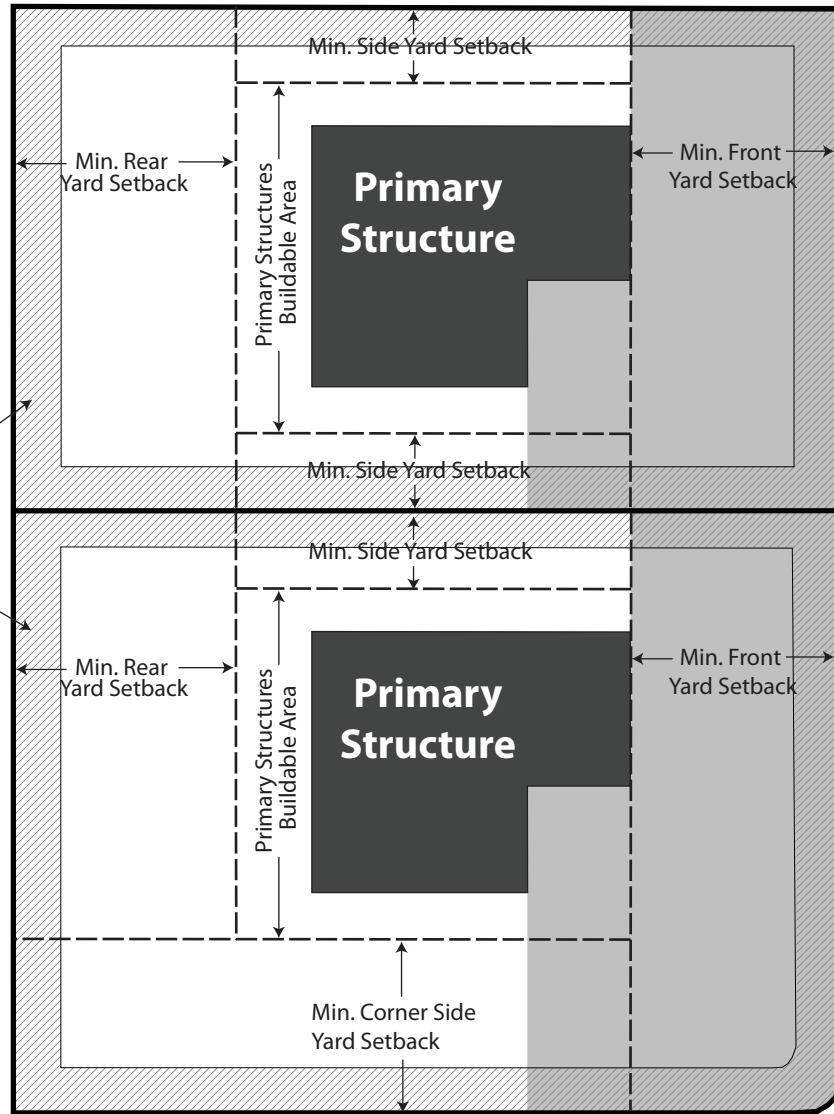 Min. Side Yard Setback
Min. Rear
Yard Setback
Primary Structures
Buildable Area
Primary
Structure
Min. Front
Yard Setback
Min. Side Yard Setback
Min. Side Yard Setback
Min. Rear
Yard Setback
Primary Structures
Buildable Area
Primary
Structure
Min. Front
Yard Setback
Min. Corner Side
Yard Setback